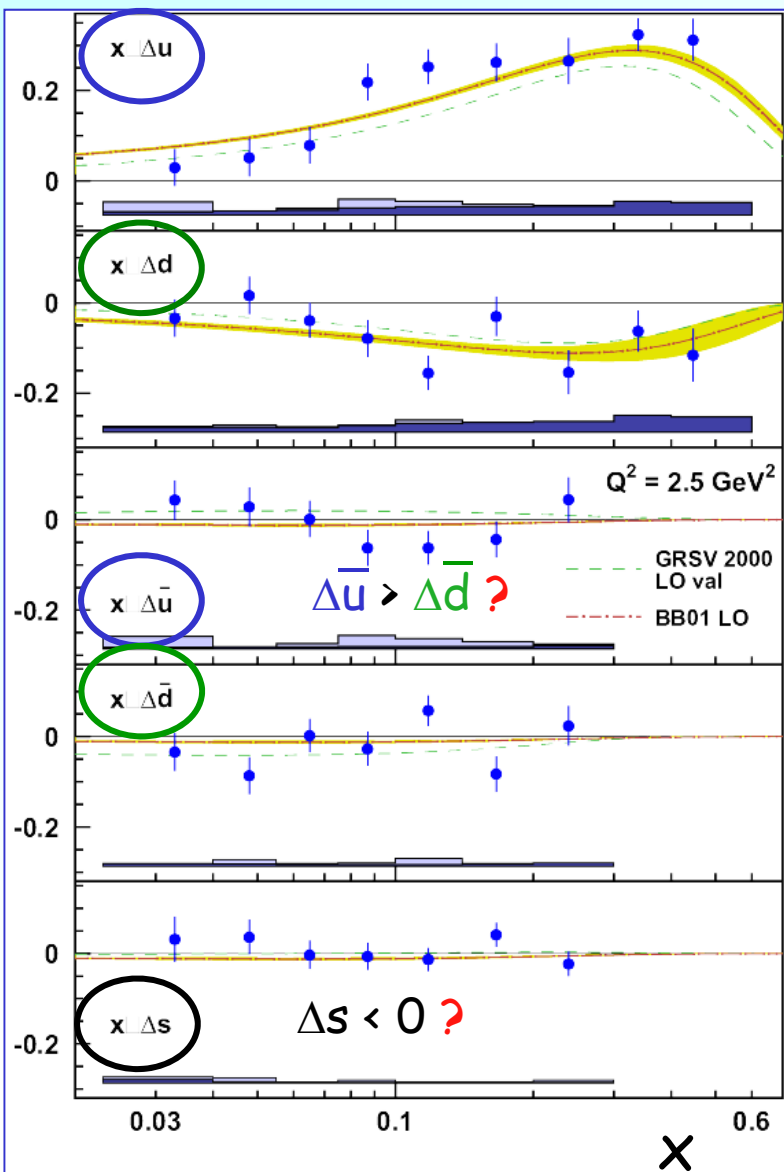 x Δu
0.2
0
x Δd
0
-0.2
Q² = 2.5 GeV²
0
GRSV 2000
LO val
Δū > Δd̄ ?
x Δū
BB01 LO
-0.2
x Δd̄
0
-0.2
0
x Δs
Δs < 0 ?
-0.2
0.03
0.1
0.6
x